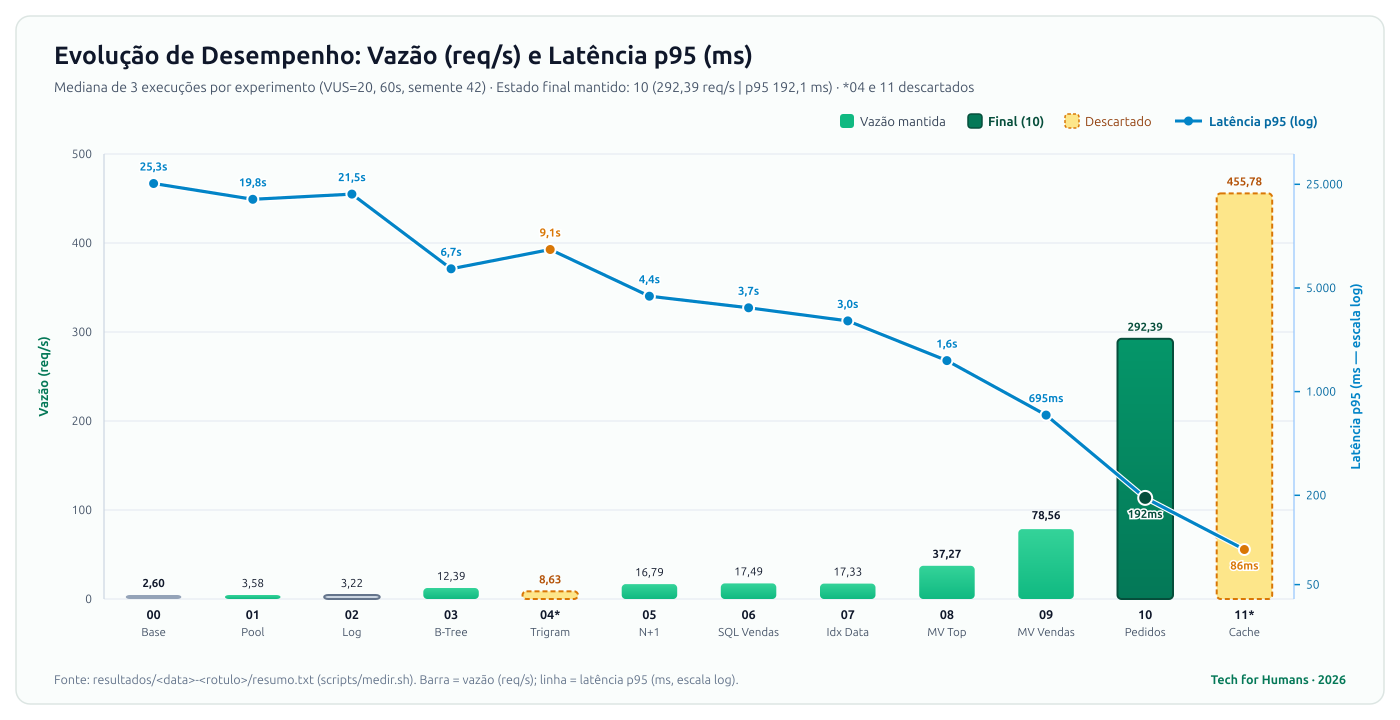 Evolução de Desempenho: Vazão (req/s) e Latência p95 (ms)
Mediana de 3 execuções por experimento (VUS=20, 60s, semente 42) · Estado final mantido: 10 (292,39 req/s | p95 192,1 ms) · *04 e 11 descartados
Vazão mantida Final (10) Descartado Latência p95 (log)
Vazão (req/s)
500
400
300
200
100
0
25,3s
19,8s
21,5s
6,7s
9,1s
4,4s
3,7s
3,0s
1,6s
695ms
192ms
86ms
2,60
3,58
3,22
12,39
8,63
16,79
17,49
17,33
37,27
78,56
292,39
455,78
25.000
5.000
1.000
200
50
Latência p95 (ms — escala log)
00 01 02 03 04* 05 06 07 08 09 10 11*
Base Pool Log B-Tree Trigram N+1 SQL Vendas Idx Data MV Top MV Vendas Pedidos Cache
Fonte: resultados/<data>-<rotulo>/resumo.txt (scripts/medir.sh). Barra = vazão (req/s); linha = latência p95 (ms, escala log).
Tech for Humans · 2026